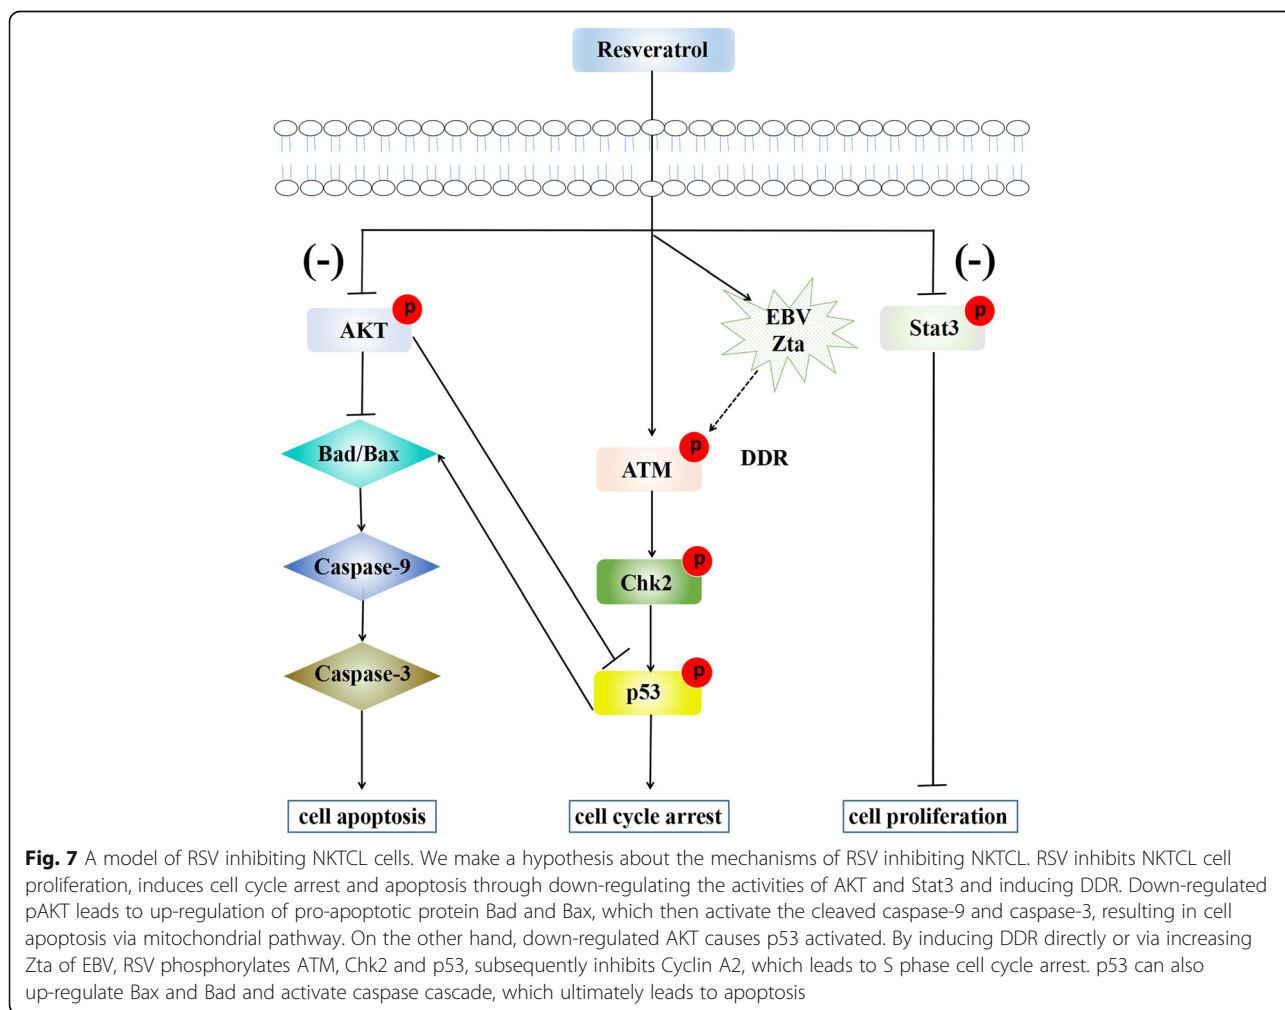 Resveratrol
(-)
(-)
AKT
p
EBV
Zta
Stat3
p
Bad/Bax
ATM
p
DDR
Caspase-9
Chk2
p
Caspase-3
p53
p
cell apoptosis
cell cycle arrest
cell proliferation
Fig. 7 A model of RSV inhibiting NKTCL cells. We make a hypothesis about the mechanisms of RSV inhibiting NKTCL. RSV inhibits NKTCL cell
proliferation, induces cell cycle arrest and apoptosis through down-regulating the activities of AKT and Stat3 and inducing DDR. Down-regulated
pAKT leads to up-regulation of pro-apoptotic protein Bad and Bax, which then activate the cleaved caspase-9 and caspase-3, resulting in cell
apoptosis via mitochondrial pathway. On the other hand, down-regulated AKT causes p53 activated. By inducing DDR directly or via increasing
Zta of EBV, RSV phosphorylates ATM, Chk2 and p53, subsequently inhibits Cyclin A2, which leads to S phase cell cycle arrest. p53 can also
up-regulate Bax and Bad and activate caspase cascade, which ultimately leads to apoptosis